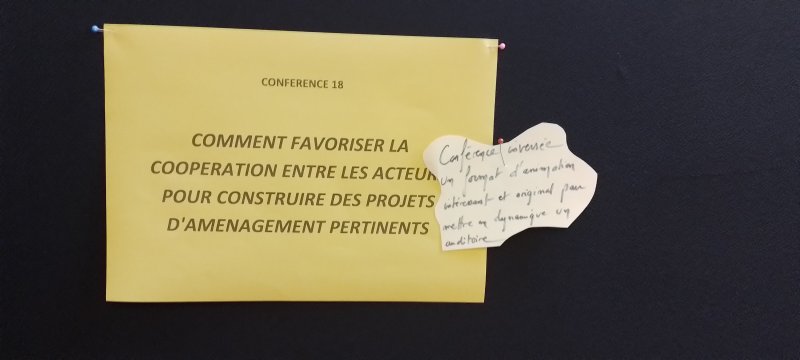 CONFERENCE 18
COMMENT FAVORISER LA
COOPERATION ENTRE LES ACTEUR
POUR CONSTRUIRE DES PROJETS
D'AMENAGEMENT PERTINENTS
Conférence inversée
un format d'animation
intéressant et original pour
mettre en dynamique un
auditoire